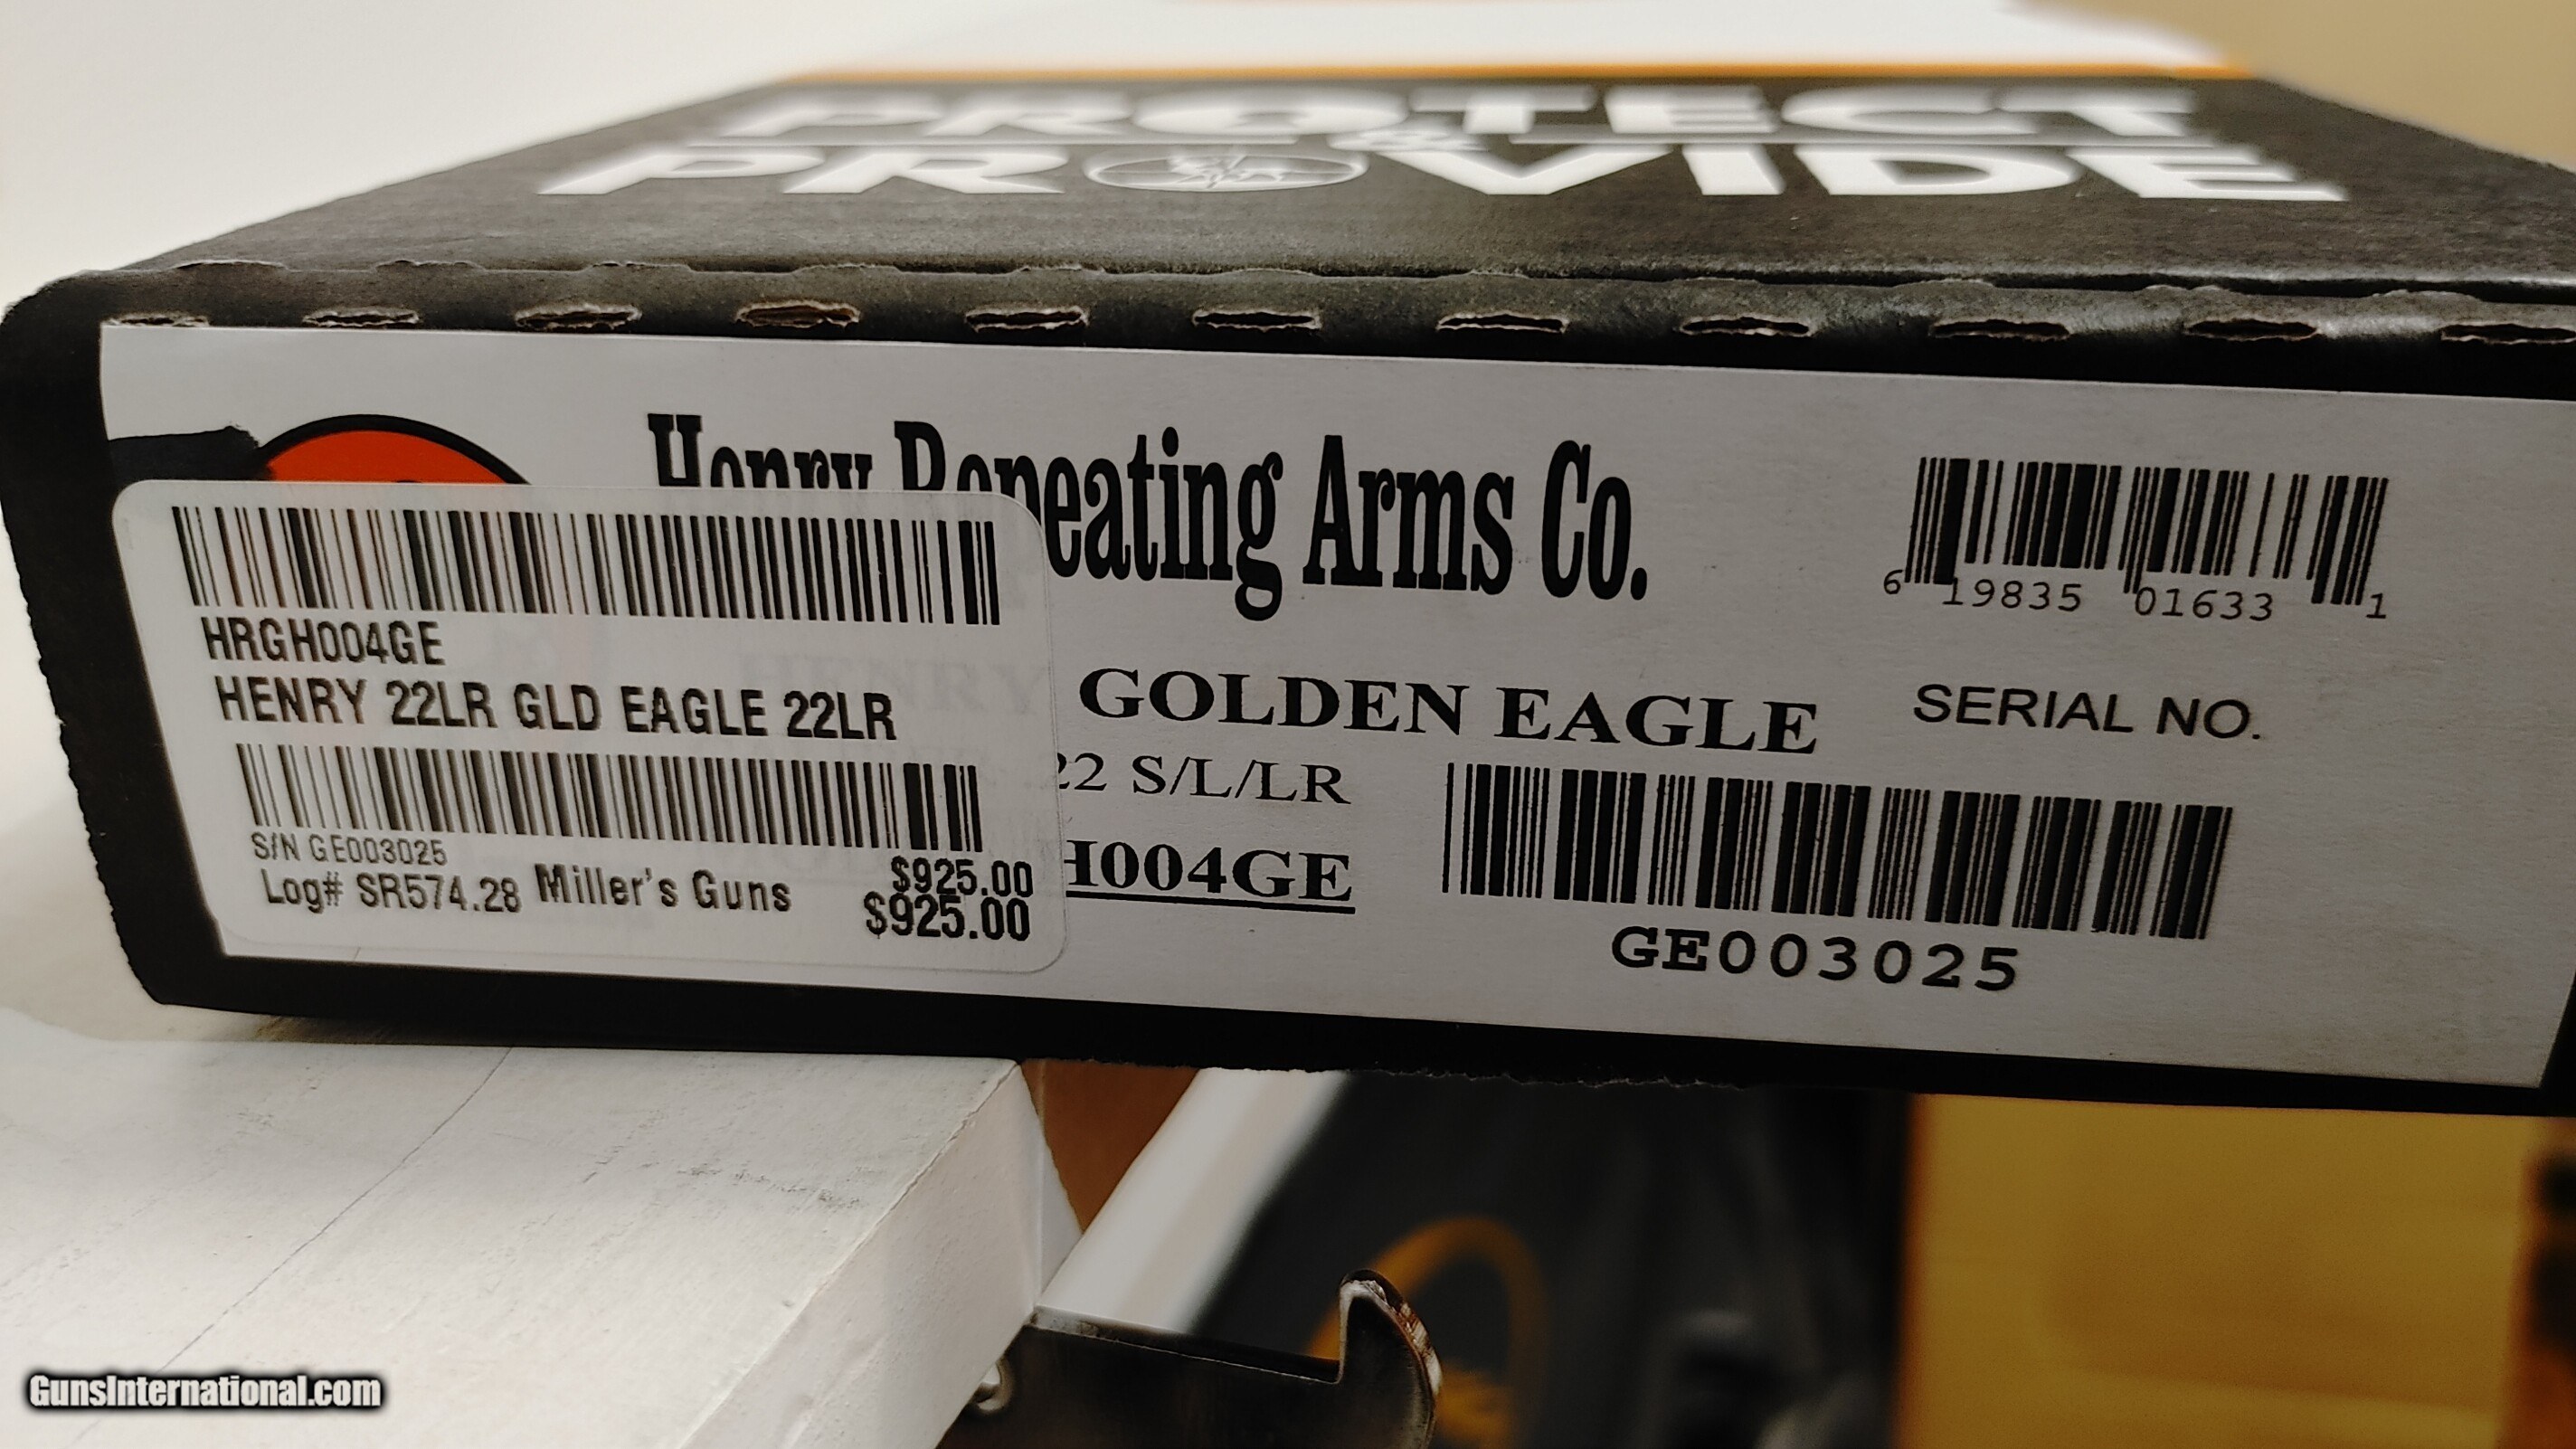 PROTECT
&
PROVIDE
Henry Repeating Arms Co.
6 19835 01633 1
HRGH004GE
HENRY 22LR GLD EAGLE 22LR
S/N GE003025
Log# SR574.28 Miller's Guns
$925.00
$925.00
GOLDEN EAGLE
22 S/L/LR
H004GE
SERIAL NO.
GE003025
GunsInternational.com